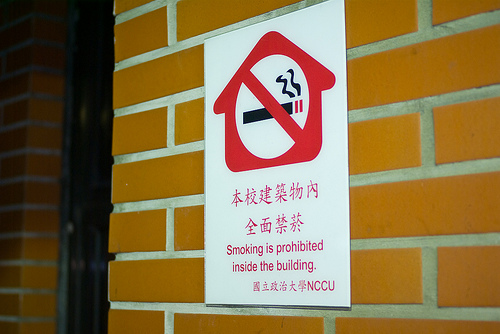 本校建築物內
全面禁菸
Smoking is prohibited
inside the building.
國立政治大學NCCU